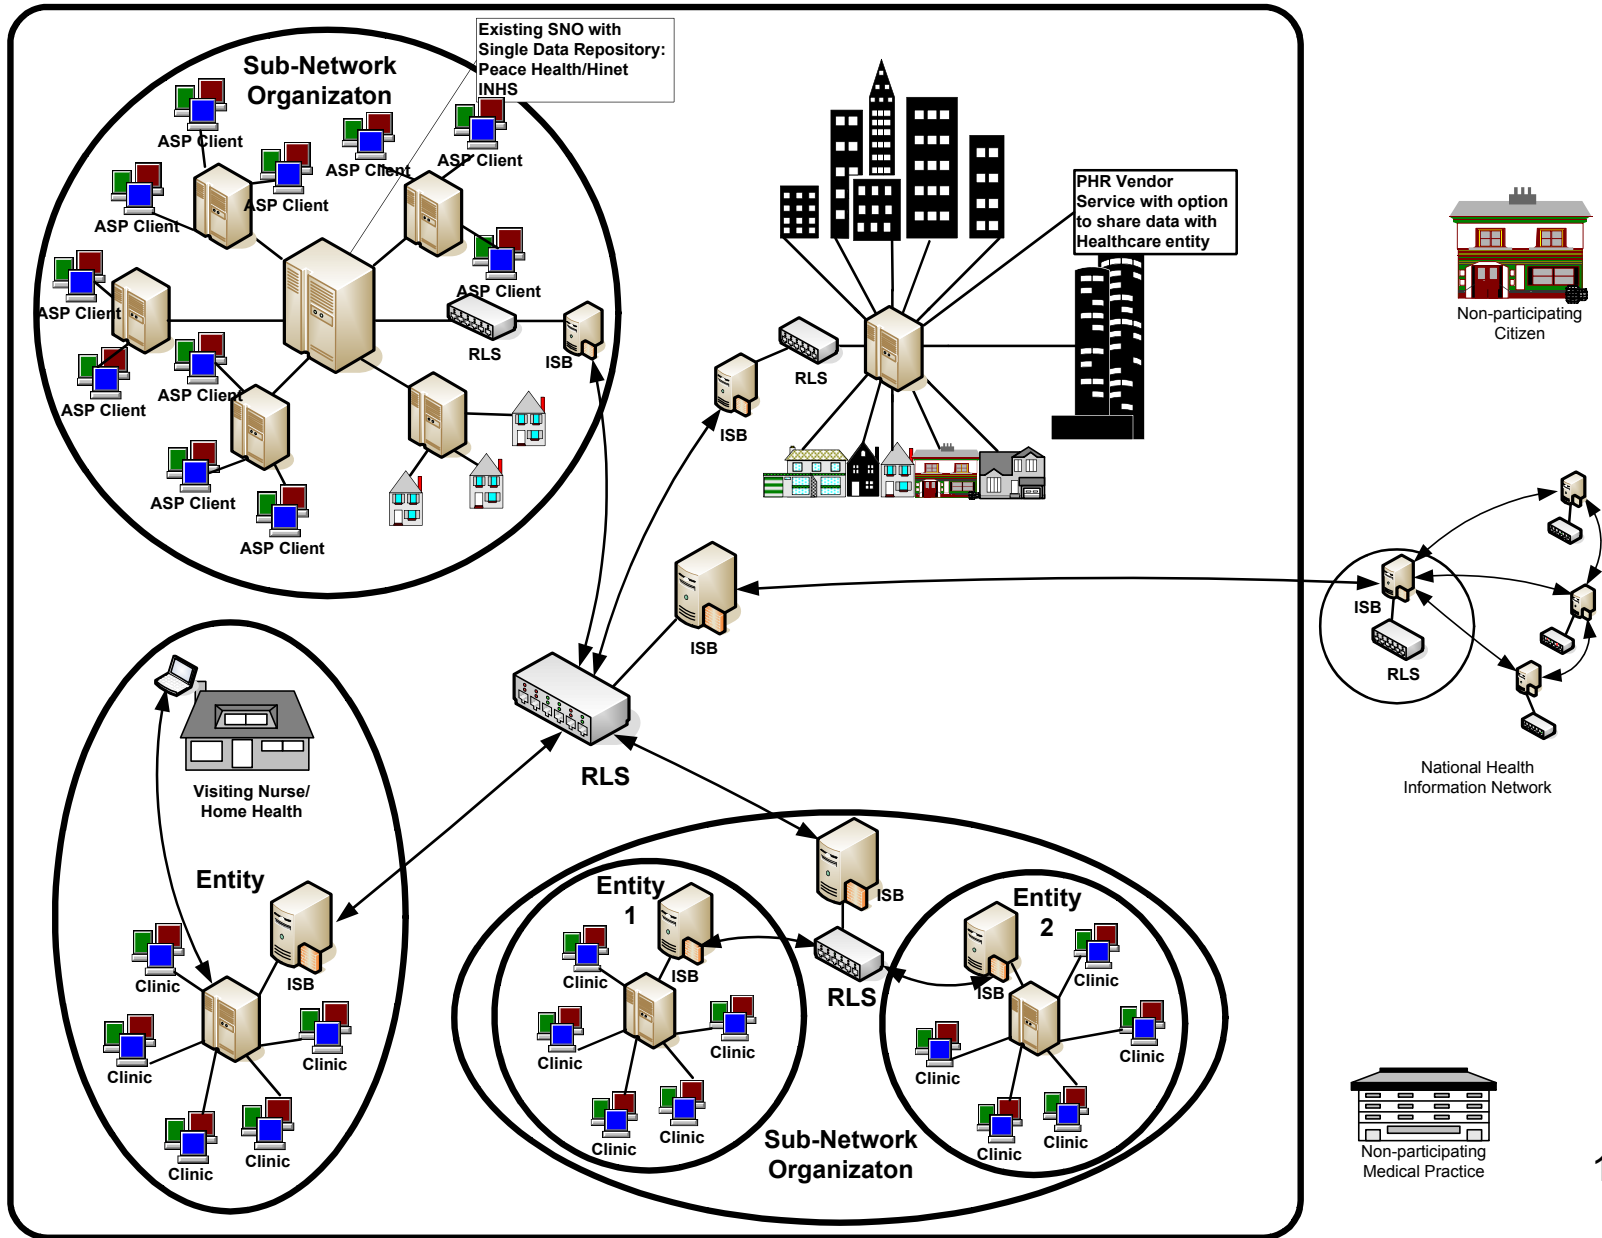 Existing SNO with
Single Data Repository:
Peace Health/Hinet
INHS
Sub-Network
Organizaton
ASP Client
ASP Client
ASP Client
ASP Client
ASP Client
ASP Client
ASP Client
ASP Client
ASP Client
ASP Client
ASP Client
RLS
ISB
PHR Vendor
Service with option
to share data with
Healthcare entity
RLS
ISB
Non-participating
Citizen
ISB
ISB
RLS
National Health
Information Network
RLS
Visiting Nurse/
Home Health
Entity
ISB
Clinic
Clinic
Clinic
Clinic
Clinic
ISB
RLS
Entity
1
ISB
Clinic
Clinic
Clinic
Clinic
Clinic
Entity
2
ISB
Clinic
Clinic
Clinic
Clinic
Clinic
Sub-Network
Organizaton
Non-participating
Medical Practice